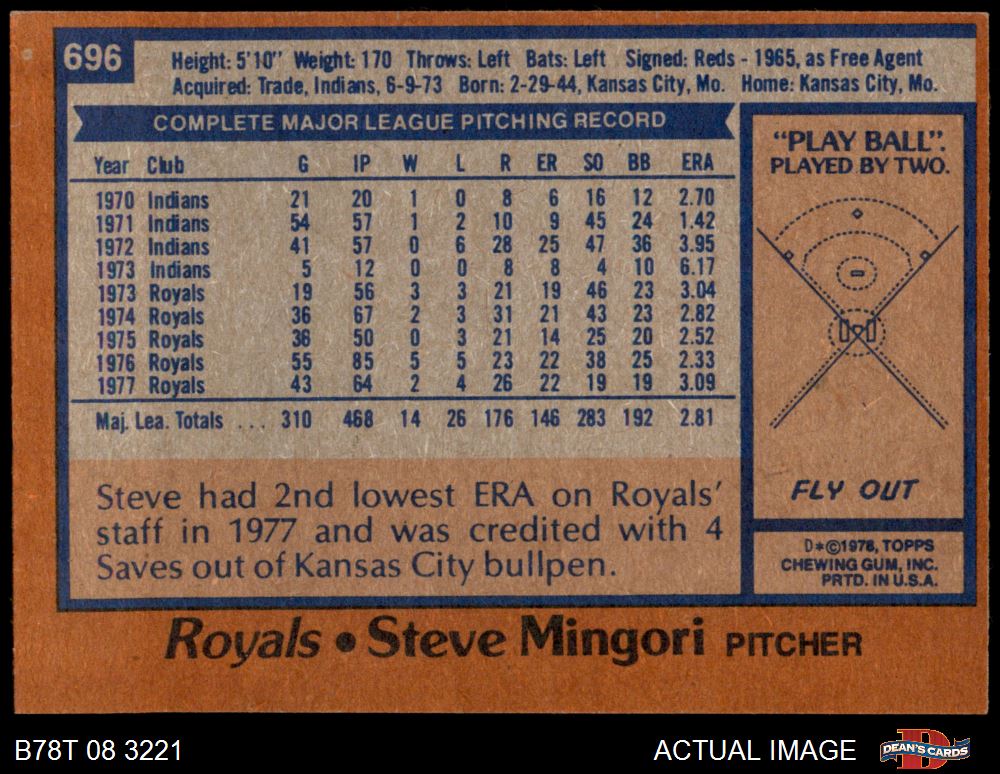 696
Height: 5'10" Weight: 170 Throws: Left Bats: Left Signed: Reds - 1965, as Free Agent
Acquired: Trade, Indians, 6-9-73 Born: 2-29-44, Kansas City, Mo. Home: Kansas City, Mo.
COMPLETE MAJOR LEAGUE PITCHING RECORD
Year Club G IP W L R ER SO BB ERA
1970 Indians 21 20 1 0 8 6 16 12 2.70
1971 Indians 54 57 1 2 10 9 45 24 1.42
1972 Indians 41 57 0 6 28 25 47 36 3.95
1973 Indians 5 12 0 0 8 8 4 10 6.17
1973 Royals 19 56 3 3 21 19 46 23 3.04
1974 Royals 36 67 2 3 31 21 43 23 2.82
1975 Royals 36 50 0 3 21 14 25 20 2.52
1976 Royals 55 85 5 5 23 22 38 25 2.33
1977 Royals 43 64 2 4 26 22 19 19 3.09
Maj. Lea. Totals ... 310 468 14 26 176 146 283 192 2.81
Steve had 2nd lowest ERA on Royals'
staff in 1977 and was credited with 4
Saves out of Kansas City bullpen.
"PLAY BALL".
PLAYED BY TWO.
FLY OUT
D*©1978, TOPPS
CHEWING GUM, INC.
PRTD. IN U.S.A.
Royals • Steve Mingori PITCHER
B78T 08 3221
ACTUAL IMAGE
DEAN'S CARDS